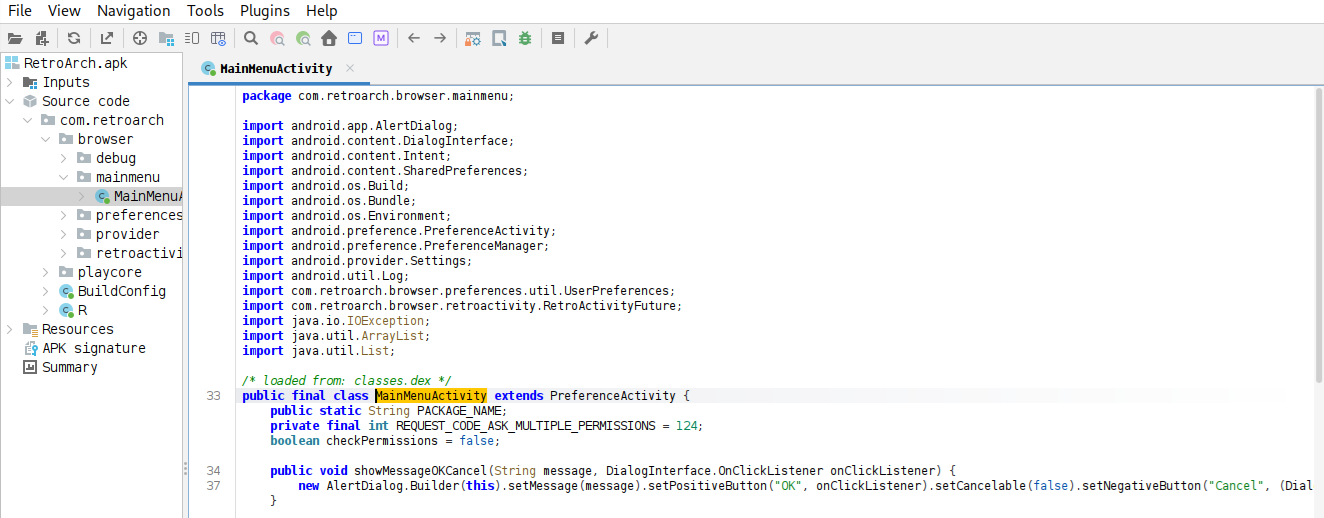 File View Navigation Tools Plugins Help
RetroArch.apk
Inputs
Source code
com.retroarch
browser
debug
mainmenu
MainMenuA
preferences
provider
retroactivi
playcore
BuildConfig
R
Resources
APK signature
Summary
MainMenuActivity
package com.retroarch.browser.mainmenu;
import android.app.AlertDialog;
import android.content.DialogInterface;
import android.content.Intent;
import android.content.SharedPreferences;
import android.os.Build;
import android.os.Bundle;
import android.os.Environment;
import android.preference.PreferenceActivity;
import android.preference.PreferenceManager;
import android.provider.Settings;
import android.util.Log;
import com.retroarch.browser.preferences.util.UserPreferences;
import com.retroarch.browser.retroactivity.RetroActivityFuture;
import java.io.IOException;
import java.util.ArrayList;
import java.util.List;
/* loaded from: classes.dex */
33 public final class MainMenuActivity extends PreferenceActivity {
public static String PACKAGE_NAME;
private final int REQUEST_CODE_ASK_MULTIPLE_PERMISSIONS = 124;
boolean checkPermissions = false;
34 public void showMessageOKCancel(String message, DialogInterface.OnClickListener onClickListener) {
37 new AlertDialog.Builder(this).setMessage(message).setPositiveButton("OK", onClickListener).setCancelable(false).setNegativeButton("Cancel", (Dial
}